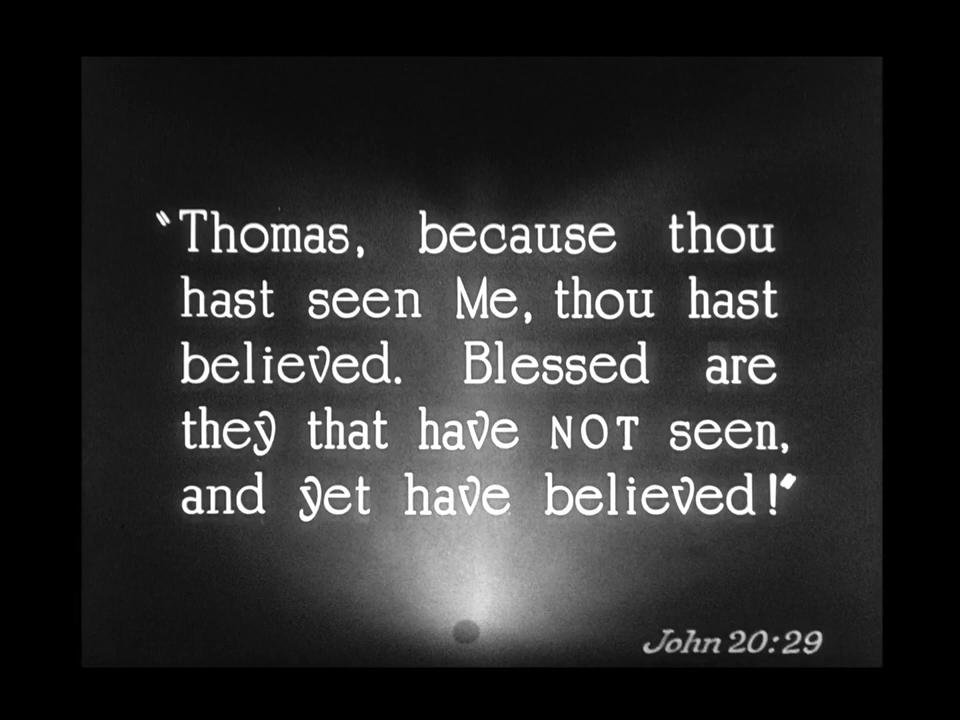 "Thomas, because thou
hast seen Me, thou hast
believed. Blessed are
they that have NOT seen,
and yet have believed!"
John 20:29